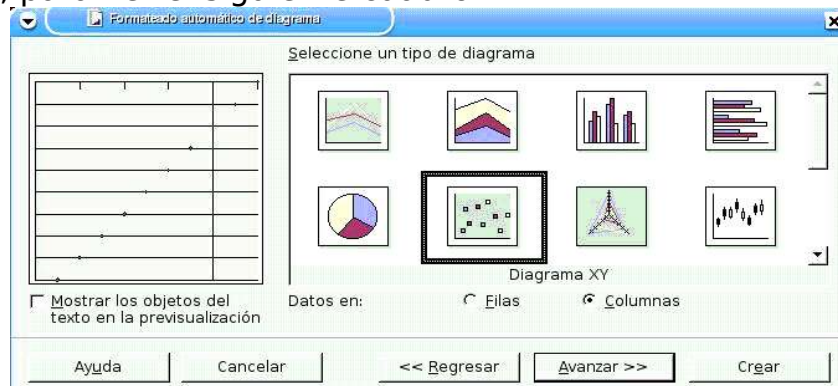 Formateado automático de diagrama
Seleccione un tipo de diagrama
Diagrama XY
Mostrar los objetos del
texto en la previsualización
Datos en: Filas Columnas
Ayuda Cancelar << Regresar Avanzar >> Crear